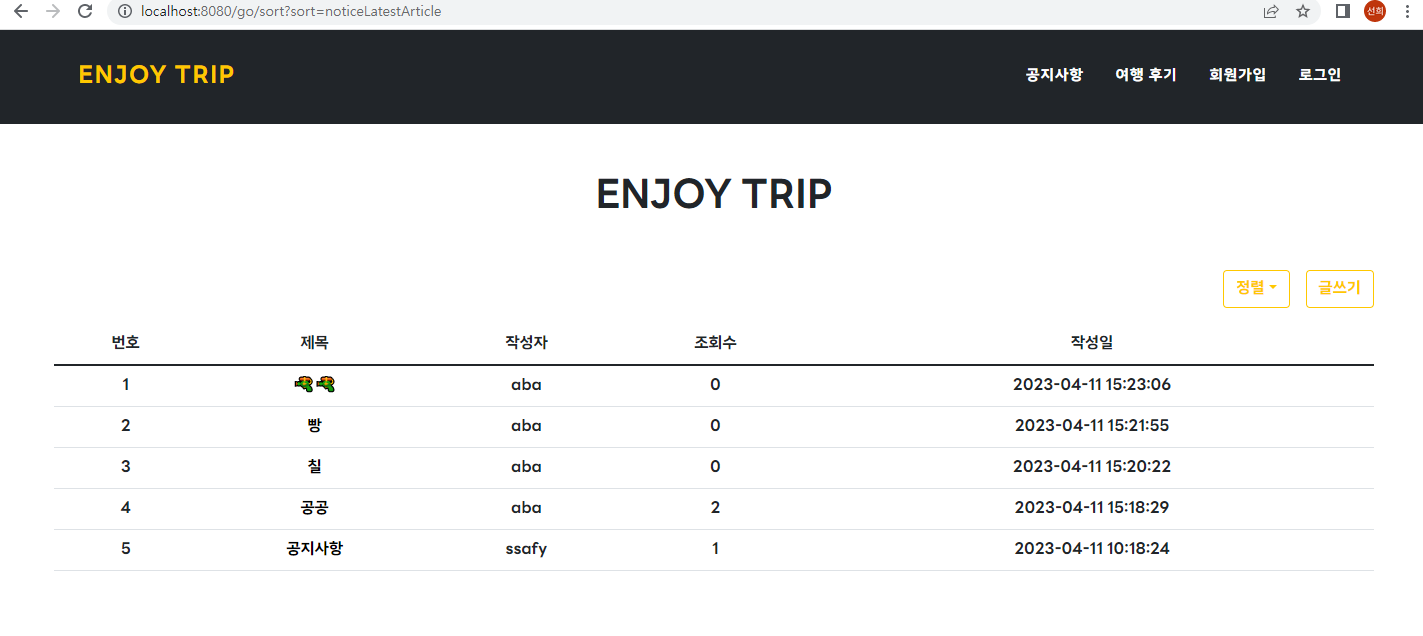 localhost:8080/go/sort?sort=noticeLatestArticle
선희
ENJOY TRIP 공지사항 여행 후기 회원가입 로그인
ENJOY TRIP
정렬 글쓰기
번호 제목 작성자 조회수 작성일
1 aba 0 2023-04-11 15:23:06
2 빵 aba 0 2023-04-11 15:21:55
3 칠 aba 0 2023-04-11 15:20:22
4 공공 aba 2 2023-04-11 15:18:29
5 공지사항 ssafy 1 2023-04-11 10:18:24